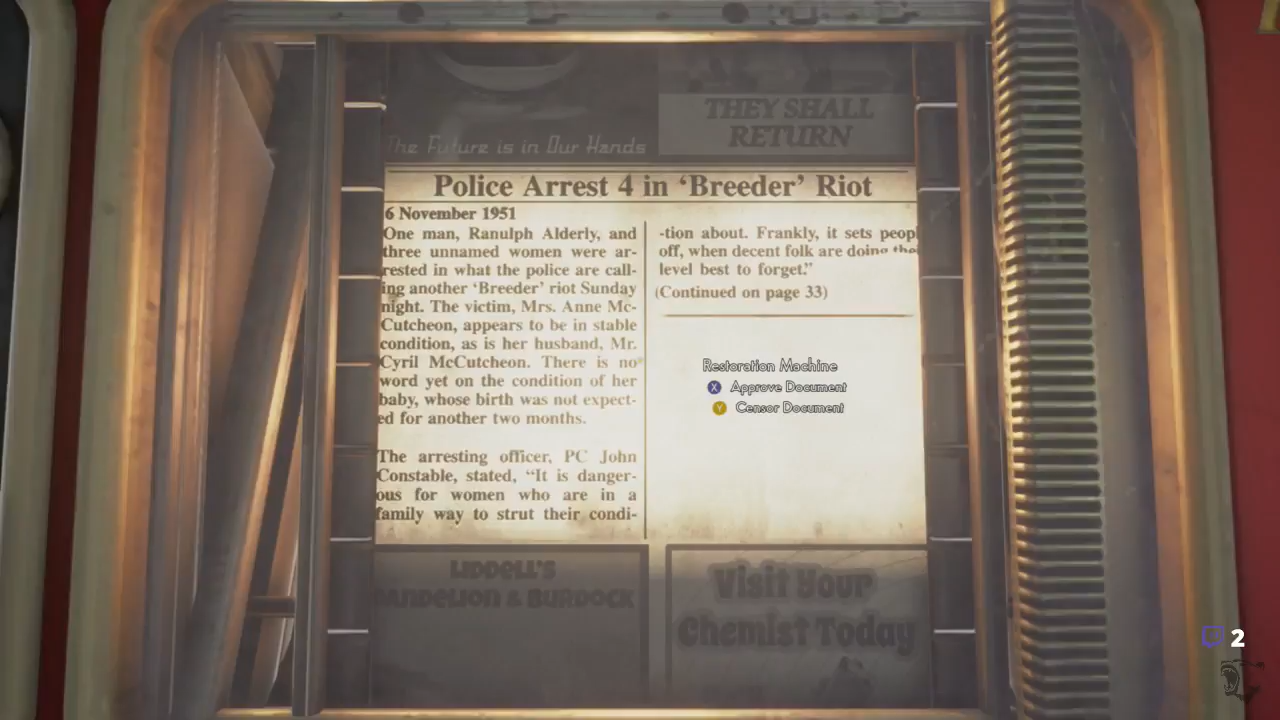 The Future is in Our Hands
THEY SHALL
RETURN
Police Arrest 4 in ‘Breeder’ Riot
6 November 1951
One man, Ranulph Alderly, and
three unnamed women were ar-
rested in what the police are call-
ing another ‘Breeder’ riot Sunday
night. The victim, Mrs. Anne Mc-
Cutcheon, appears to be in stable
condition, as is her husband, Mr.
Cyril McCutcheon. There is no
word yet on the condition of her
baby, whose birth was not expect-
ed for another two months.
The arresting officer, PC John
Constable, stated, “It is danger-
ous for women who are in a
family way to strut their condi-
-tion about. Frankly, it sets peopl
off, when decent folk are doing their
level best to forget.”
(Continued on page 33)
Restoration Machine
X Approve Document
Y Censor Document
LIDDELL'S
DANDELION & BURDOCK
Visit Your
Chemist Today
2